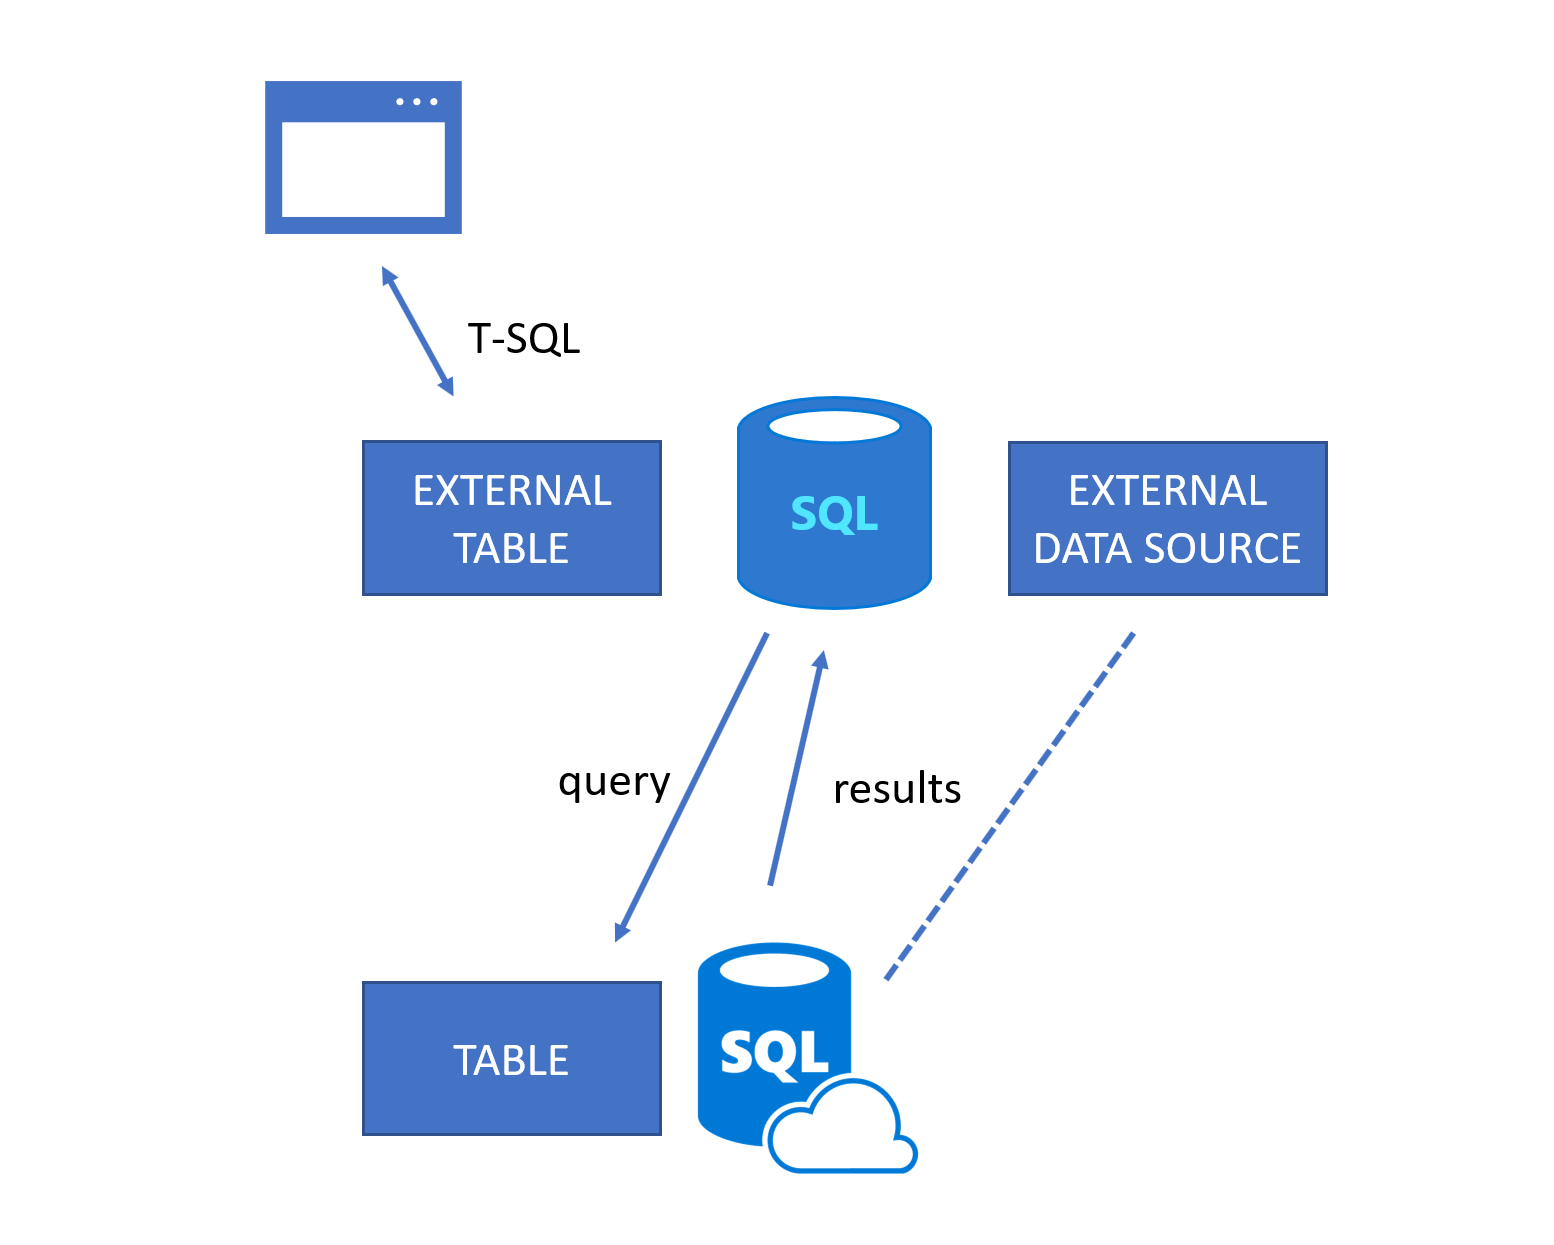 T-SQL
EXTERNAL
TABLE
SQL
EXTERNAL
DATA SOURCE
query
results
TABLE
SQL